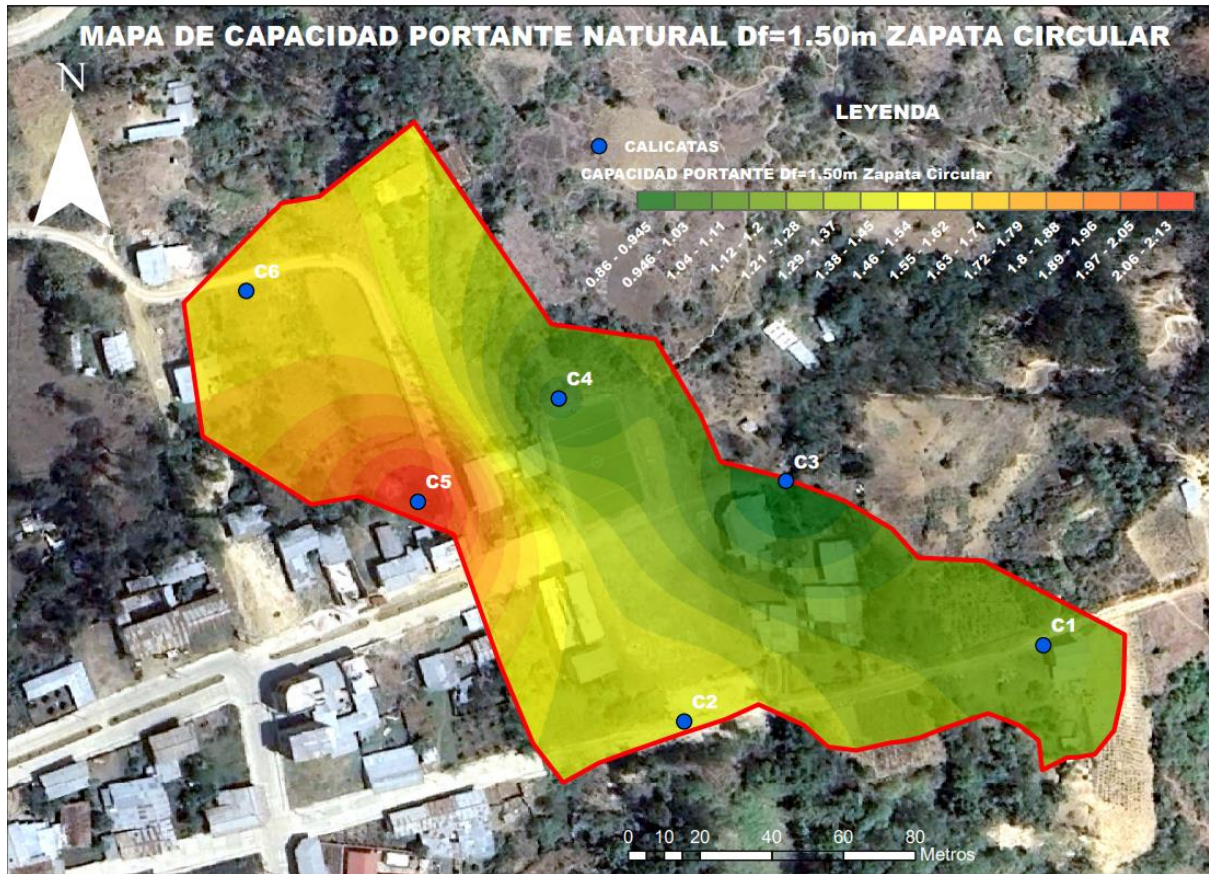 MAPA DE CAPACIDAD PORTANTE NATURAL Df=1.50m ZAPATA CIRCULAR
N
LEYENDA
CALICATAS
CAPACIDAD PORTANTE Df=1.50m Zapata Circular
0.86 - 0.945
0.946 - 1.03
1.04 - 1.11
1.12 - 1.2
1.21 - 1.28
1.29 - 1.37
1.38 - 1.45
1.46 - 1.54
1.55 - 1.62
1.63 - 1.71
1.72 - 1.79
1.8 - 1.88
1.89 - 1.96
1.97 - 2.05
2.06 - 2.13
C6
C4
C3
C5
C1
C2
0 10 20 40 60 80
Metros